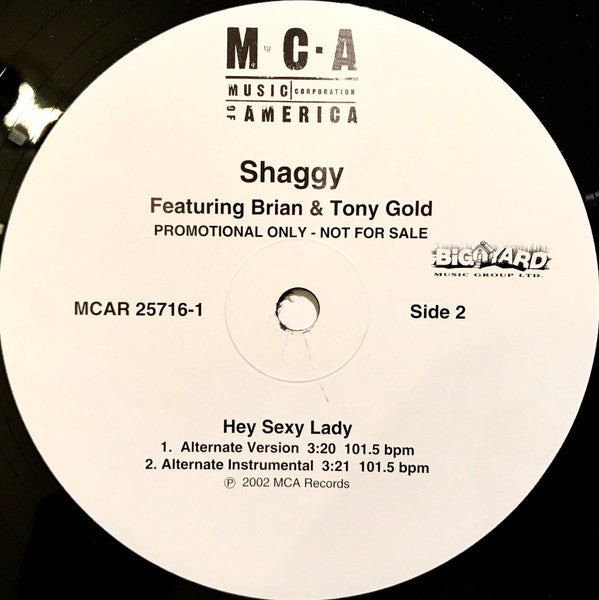 M·C·A
MUSIC CORPORATION
OF AMERICA
Shaggy
Featuring Brian & Tony Gold
PROMOTIONAL ONLY - NOT FOR SALE
BIG YARD
MUSIC GROUP LTD.
MCAR 25716-1
Side 2
Hey Sexy Lady
1. Alternate Version 3:20 101.5 bpm
2. Alternate Instrumental 3:21 101.5 bpm
℗ 2002 MCA Records